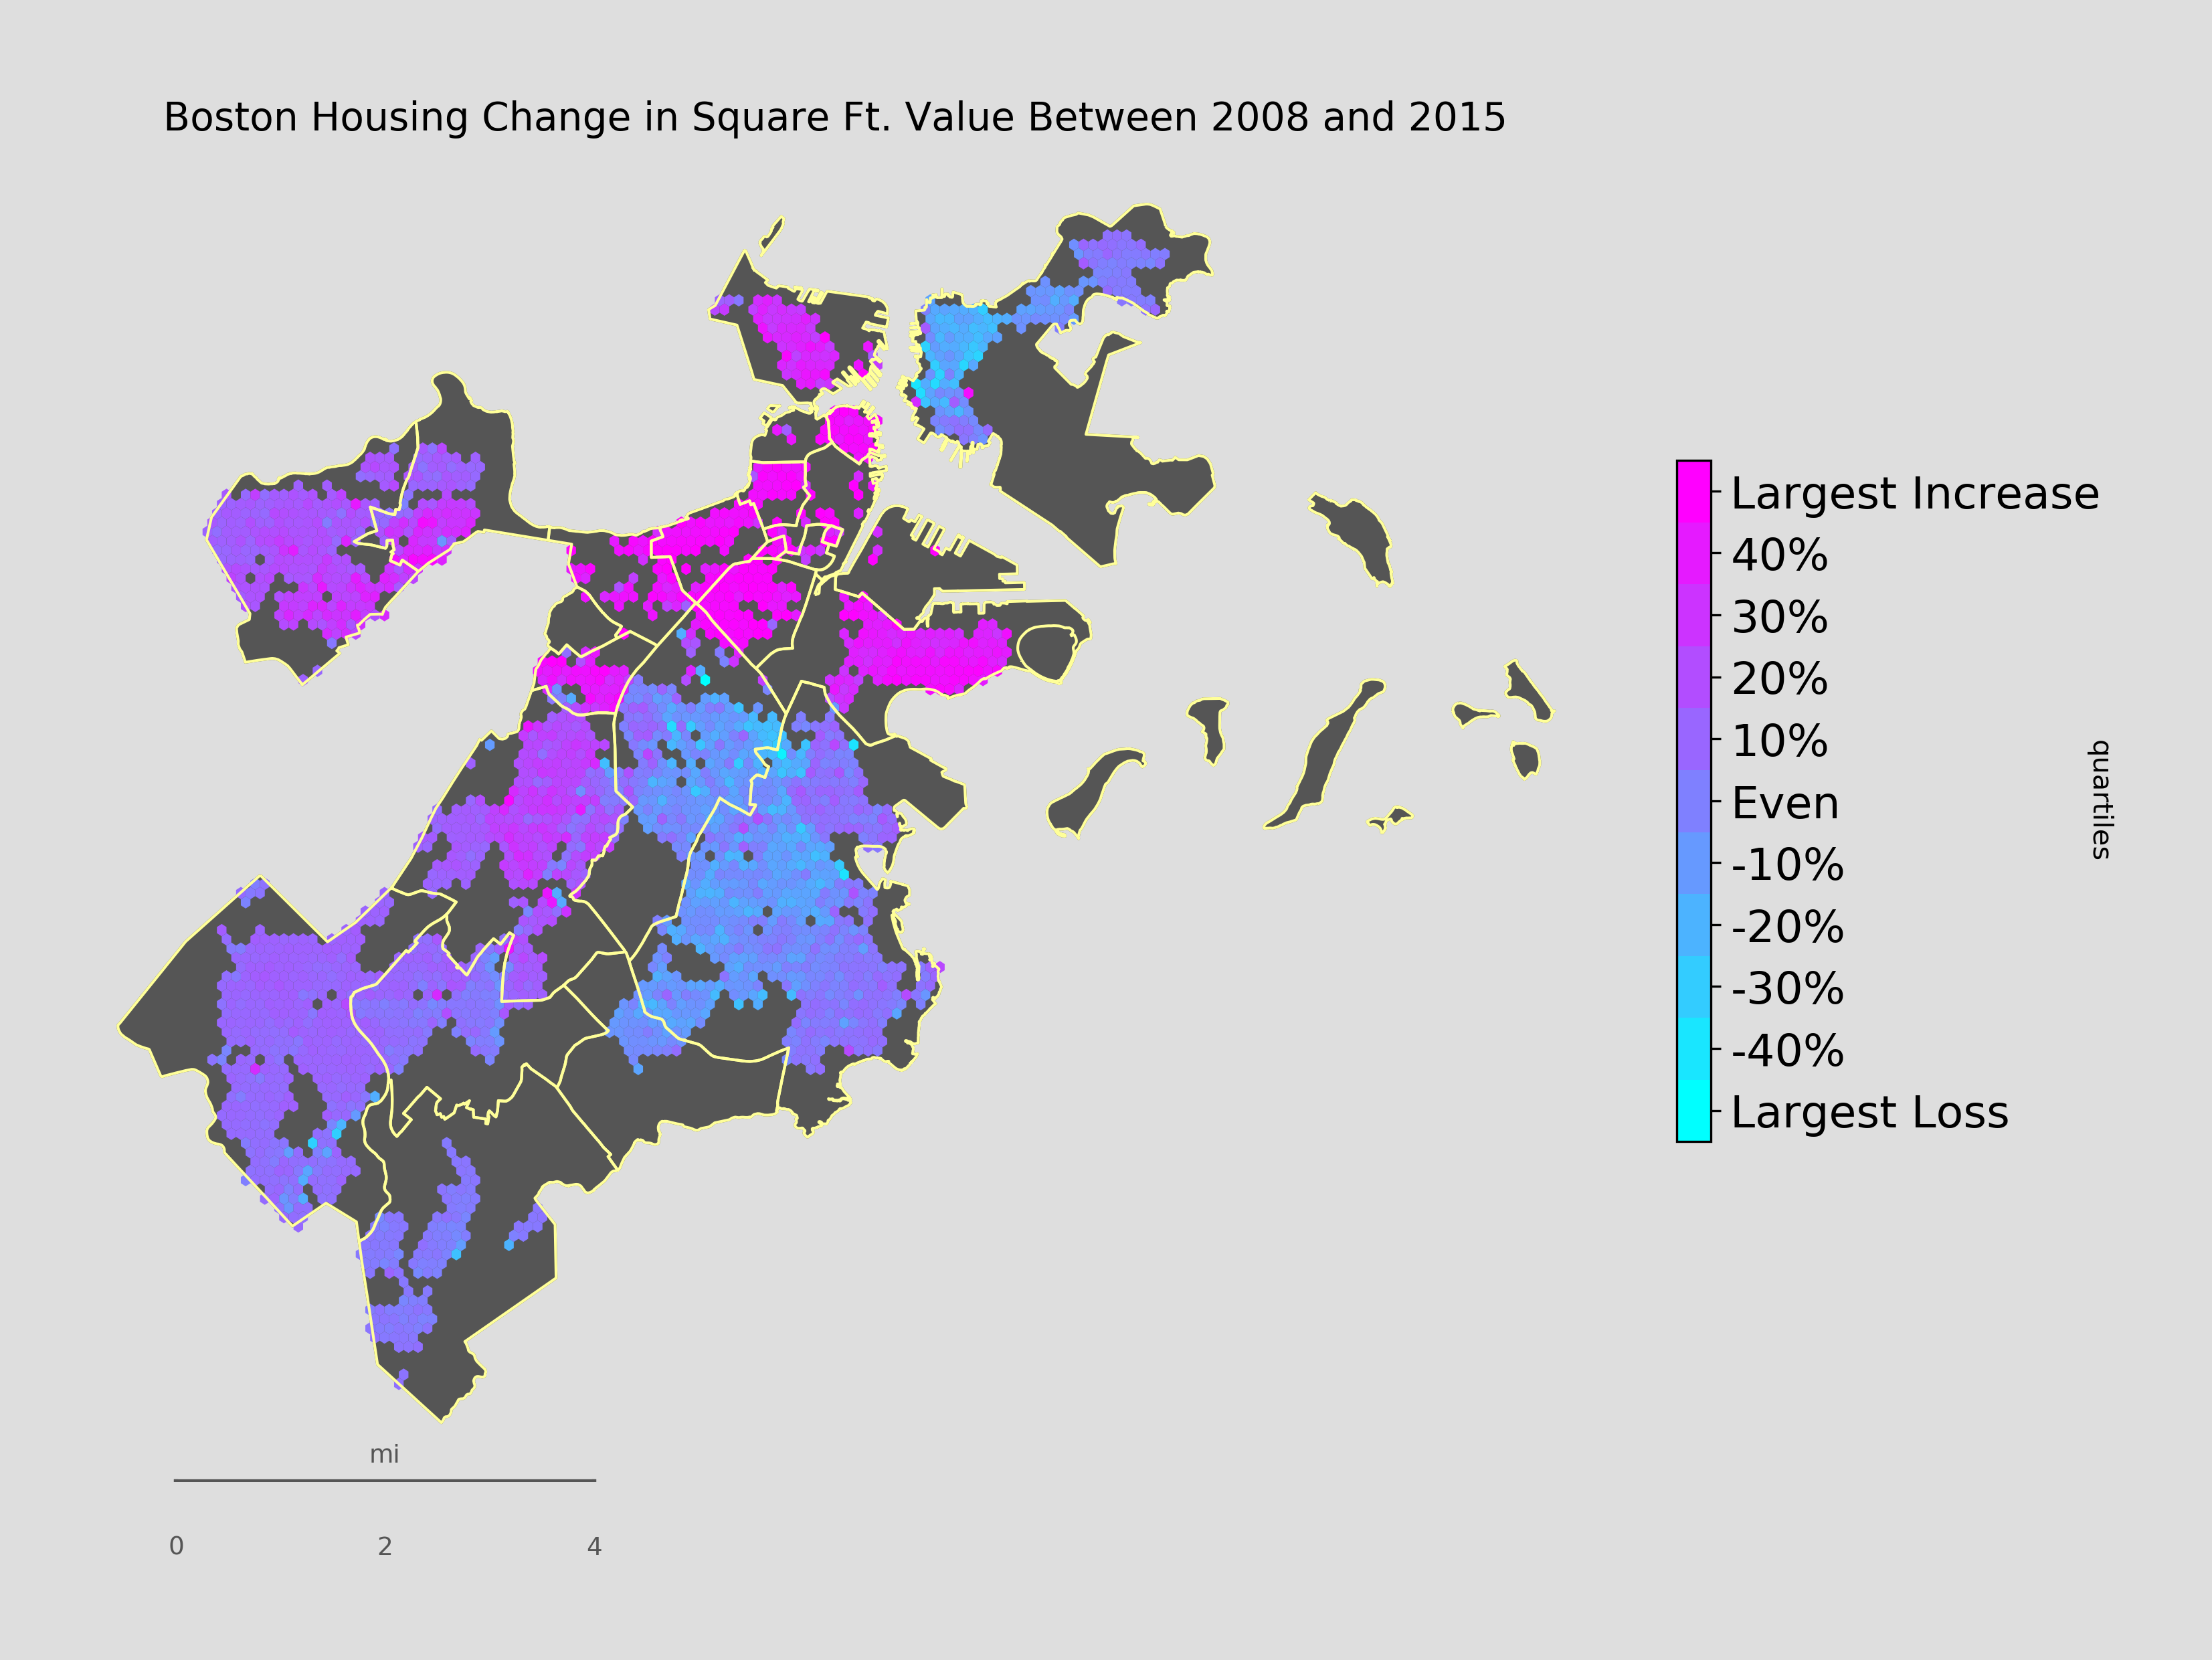 Boston Housing Change in Square Ft. Value Between 2008 and 2015
Largest Increase
40%
30%
20%
10%
Even
-10%
-20%
-30%
-40%
Largest Loss
quartiles
mi
0 2 4